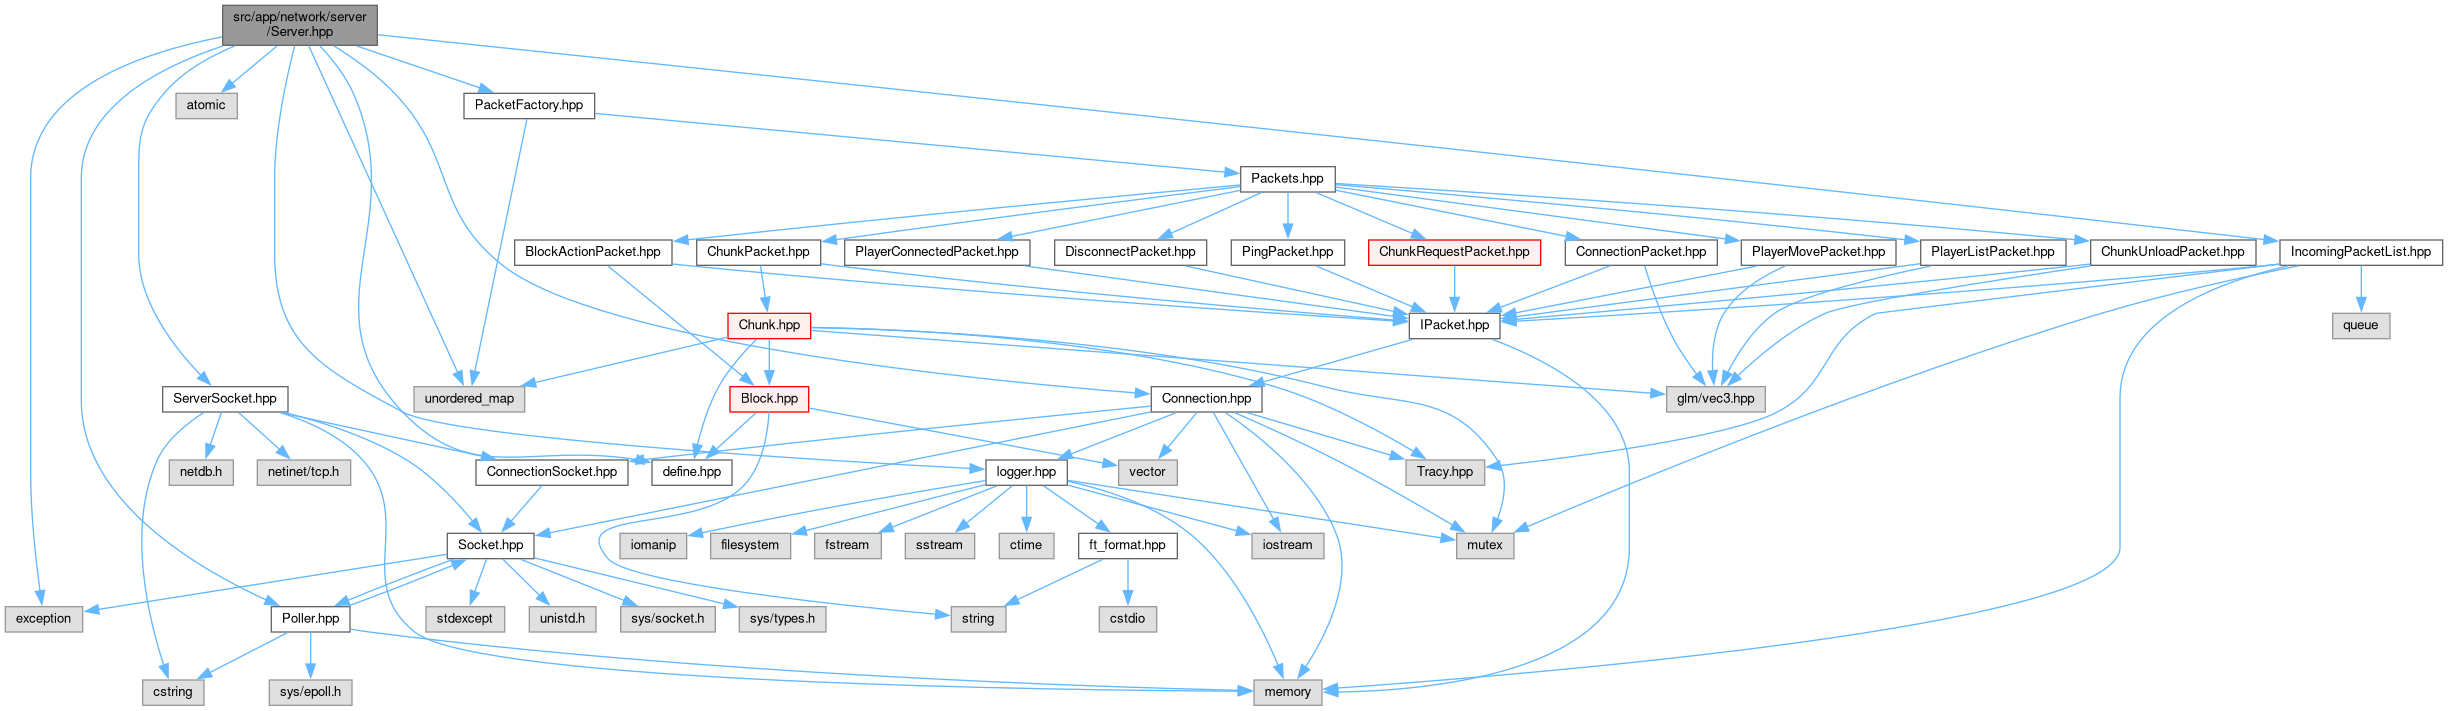 src/app/network/server
/Server.hpp
atomic
PacketFactory.hpp
Packets.hpp
BlockActionPacket.hpp
ChunkPacket.hpp
PlayerConnectedPacket.hpp
DisconnectPacket.hpp
PingPacket.hpp
ChunkRequestPacket.hpp
ConnectionPacket.hpp
PlayerMovePacket.hpp
PlayerListPacket.hpp
ChunkUnloadPacket.hpp
IncomingPacketList.hpp
Chunk.hpp
IPacket.hpp
queue
ServerSocket.hpp
unordered_map
Block.hpp
Connection.hpp
glm/vec3.hpp
netdb.h
netinet/tcp.h
ConnectionSocket.hpp
define.hpp
logger.hpp
vector
Tracy.hpp
Socket.hpp
iomanip
filesystem
fstream
sstream
ctime
ft_format.hpp
iostream
mutex
exception
Poller.hpp
stdexcept
unistd.h
sys/socket.h
sys/types.h
string
cstdio
cstring
sys/epoll.h
memory